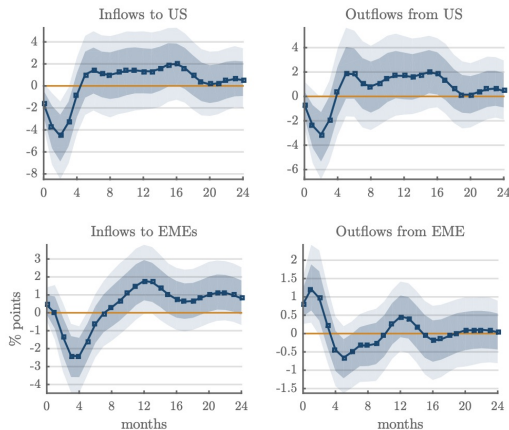 Inflows to US
Outflows from US
4
2
0
-2
-4
-6
-8
0 4 8 12 16 20 24
4
2
0
-2
-4
-6
0 4 8 12 16 20 24
Inflows to EMEs
Outflows from EME
% points
3
2
1
0
-1
-2
-3
-4
0 4 8 12 16 20 24
months
2
1.5
1
0.5
0
-0.5
-1
-1.5
0 4 8 12 16 20 24
months